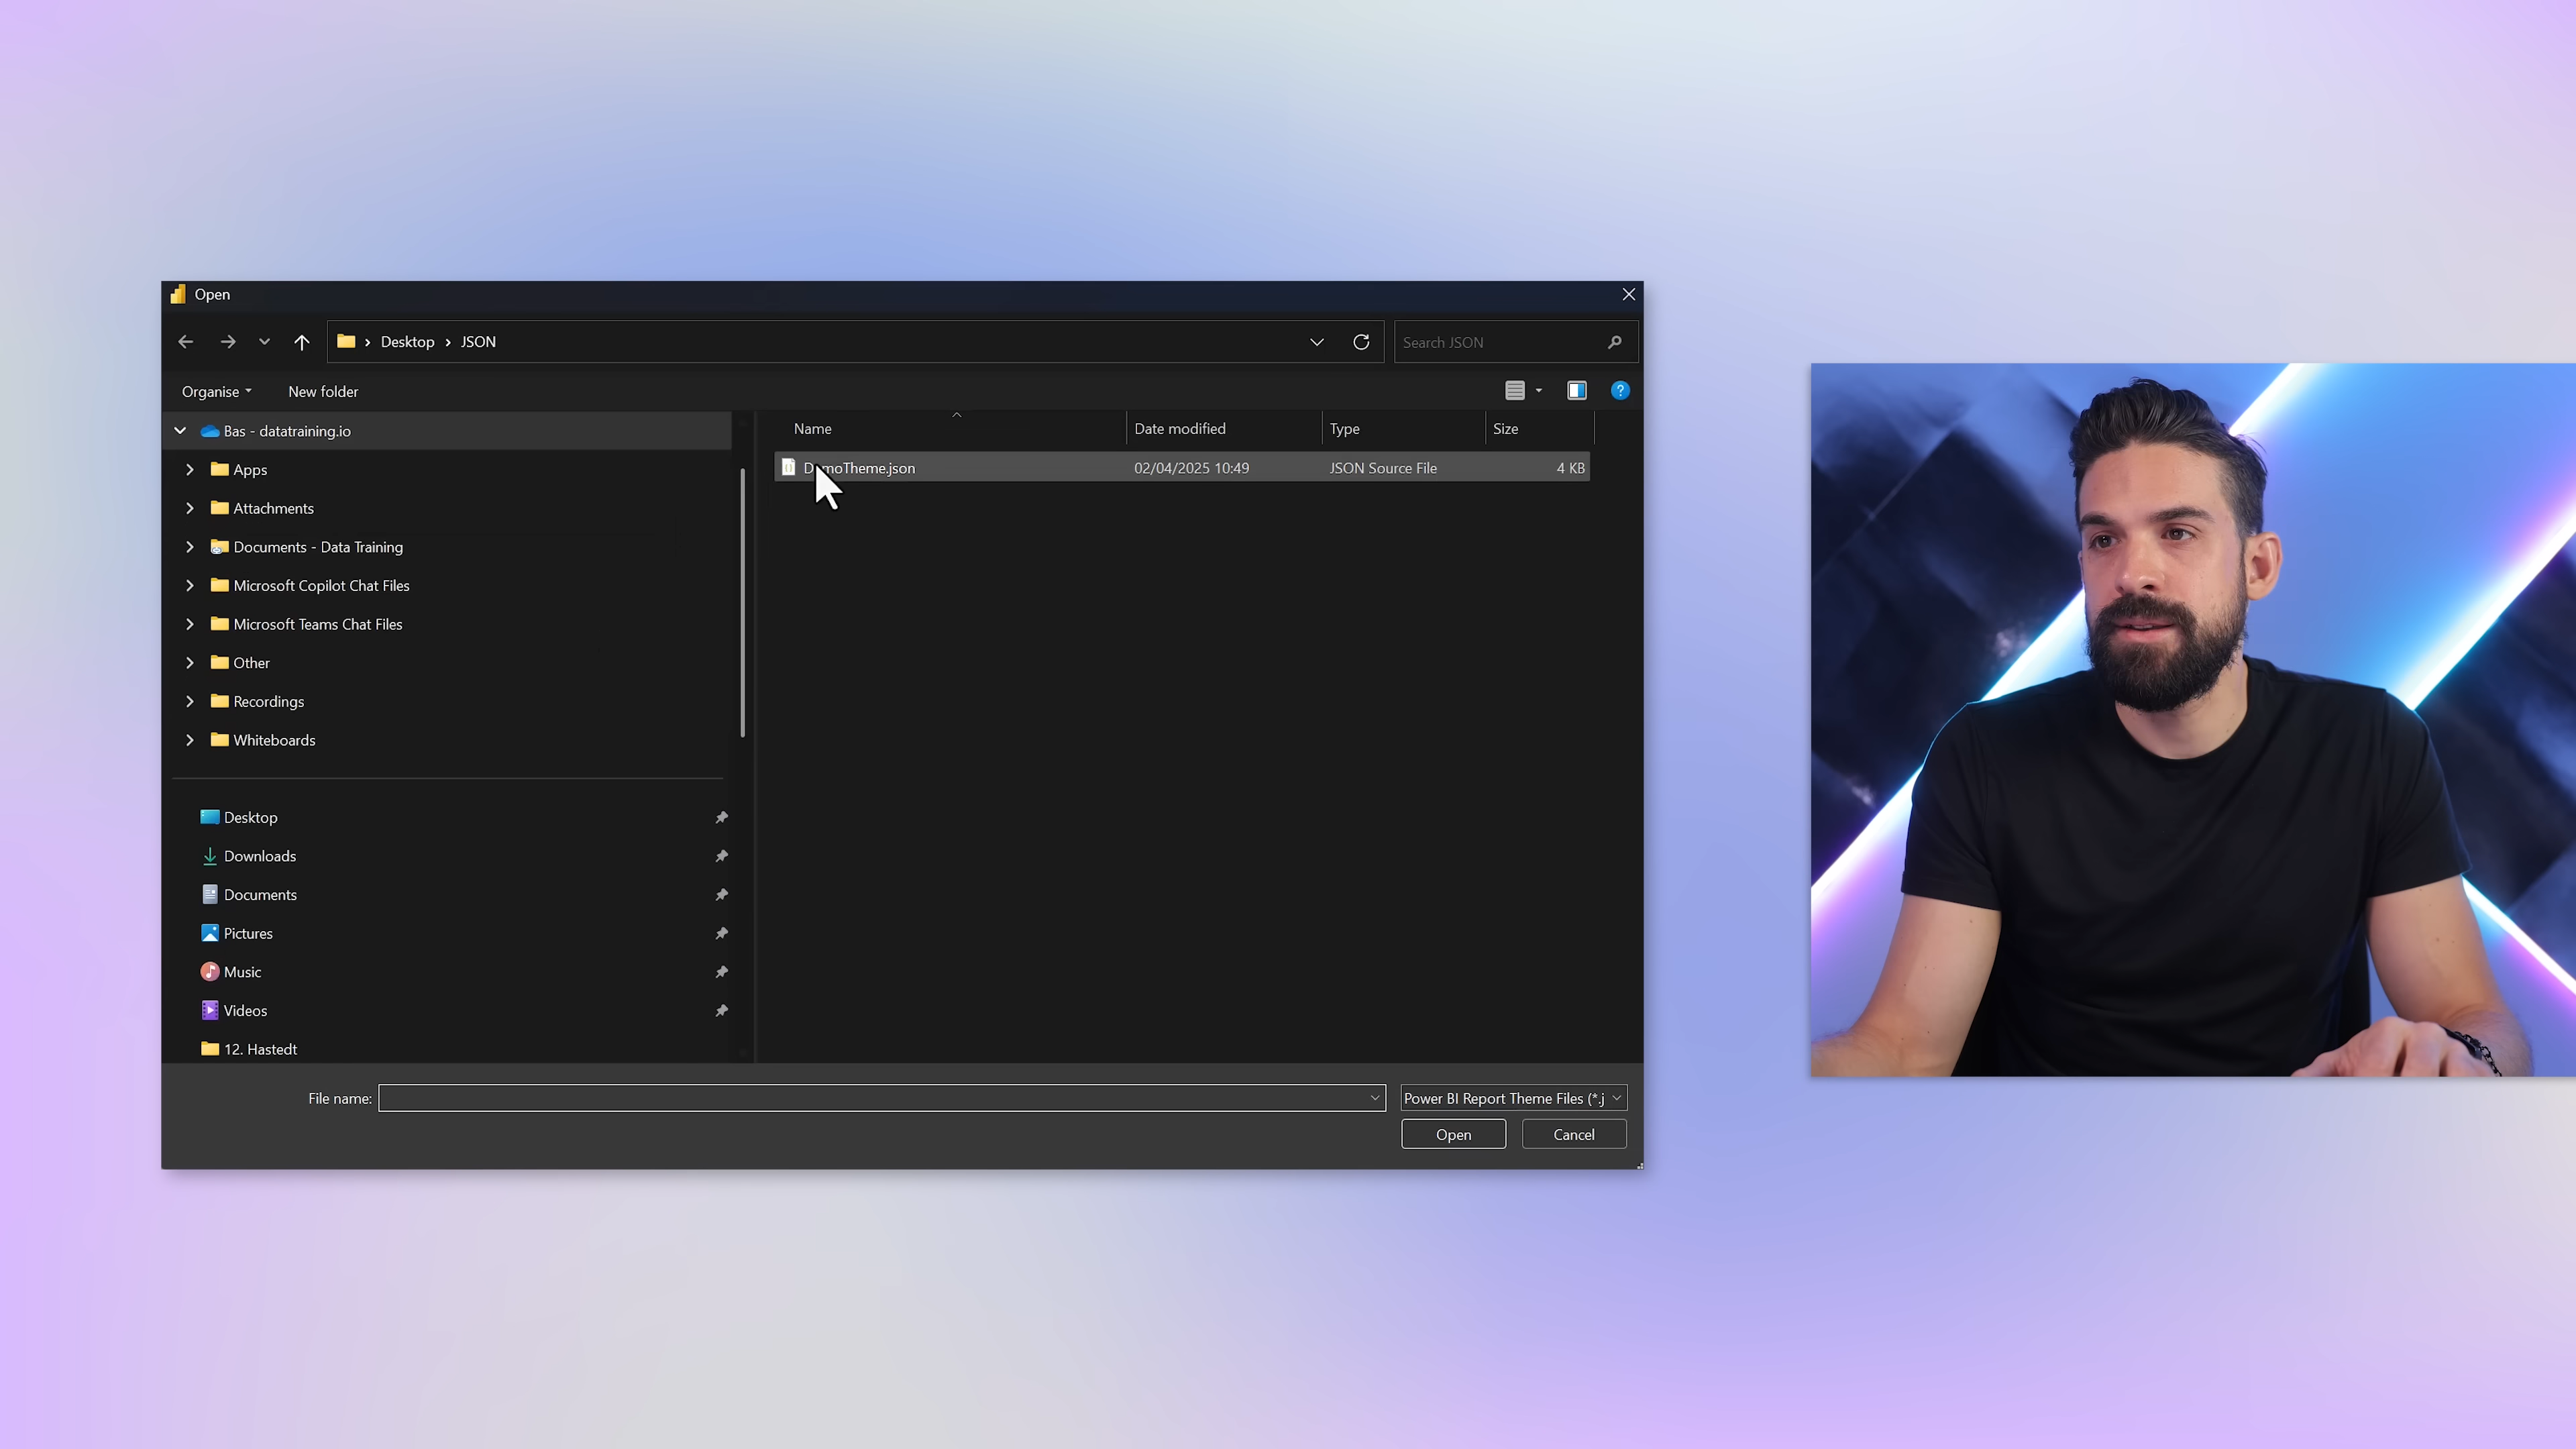 Open
Desktop › JSON
Search JSON
Organise
New folder
Bas - datatraining.io
Name
Date modified
Type
Size
DemoTheme.json
02/04/2025 10:49
JSON Source File
4 KB
Apps
Attachments
Documents - Data Training
Microsoft Copilot Chat Files
Microsoft Teams Chat Files
Other
Recordings
Whiteboards
Desktop
Downloads
Documents
Pictures
Music
Videos
12. Hastedt
File name:
Power BI Report Theme Files (*.j
Open
Cancel